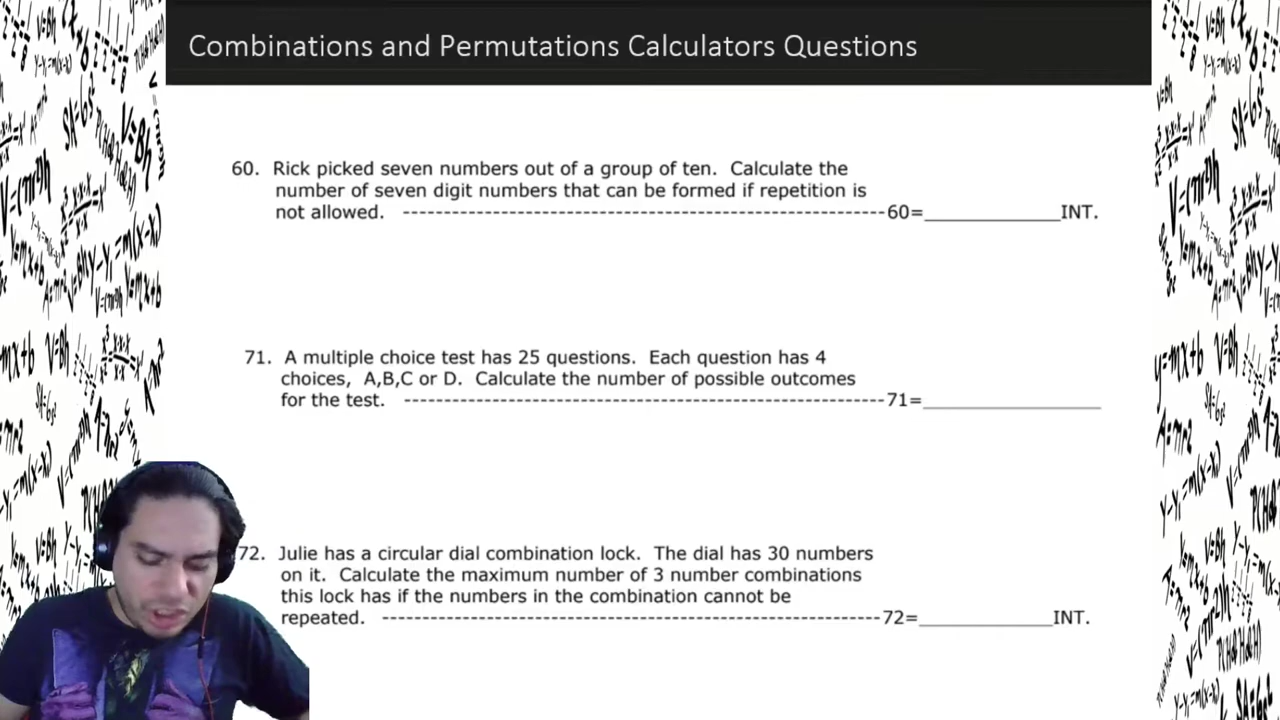 Combinations and Permutations Calculators Questions
60. Rick picked seven numbers out of a group of ten. Calculate the
number of seven digit numbers that can be formed if repetition is
not allowed. ----------------------------------------------------------60=____________INT.
71. A multiple choice test has 25 questions. Each question has 4
choices, A,B,C or D. Calculate the number of possible outcomes
for the test. ----------------------------------------------------------71=________________
72. Julie has a circular dial combination lock. The dial has 30 numbers
on it. Calculate the maximum number of 3 number combinations
this lock has if the numbers in the combination cannot be
repeated. ------------------------------------------------------------72=____________INT.